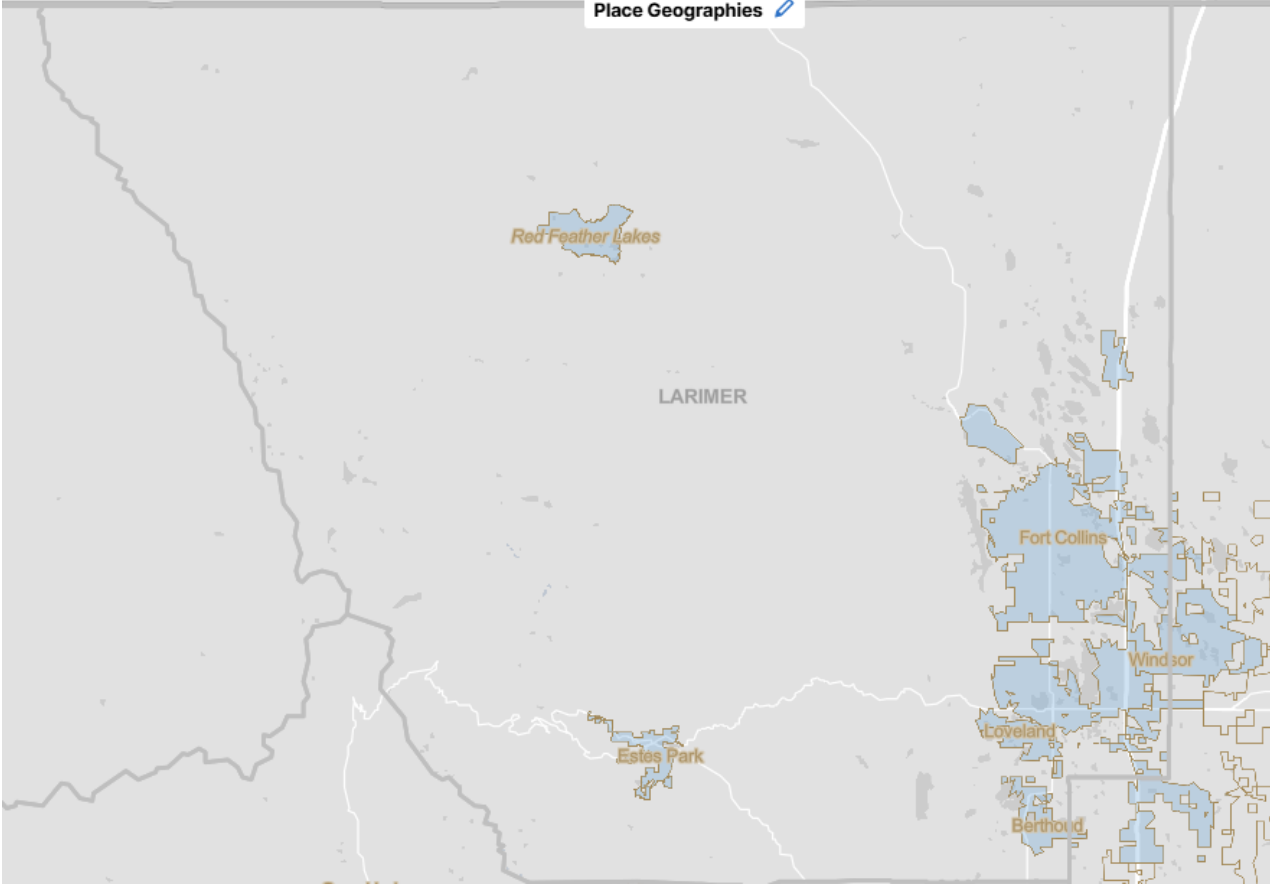 Place Geographies
Red Feather Lakes
LARIMER
Fort Collins
Windsor
Loveland
Estes Park
Berthoud